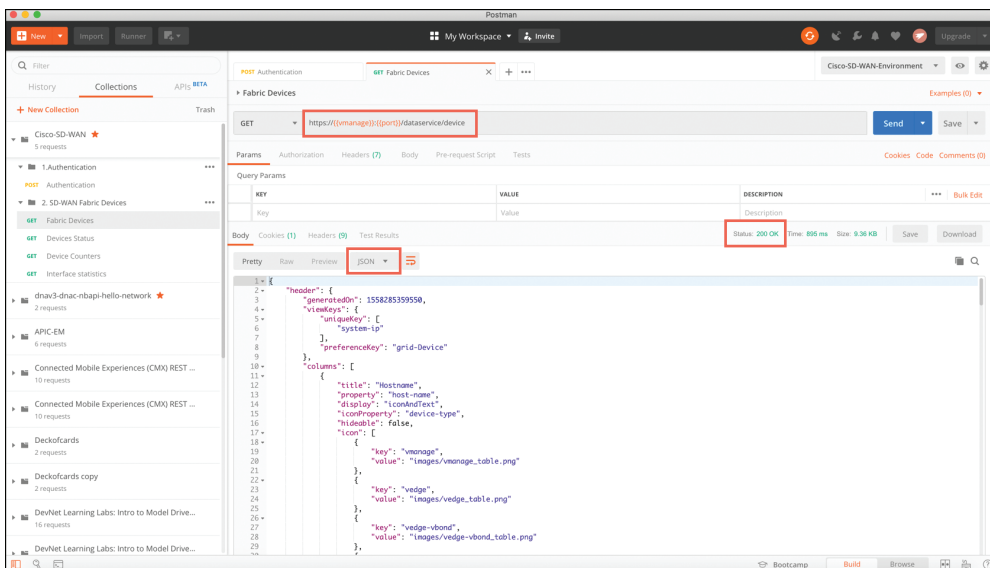 Postman
New
Import
Runner
My Workspace
Invite
Upgrade
Filter
History
Collections
APIs BETA
+ New Collection
Trash
Cisco-SD-WAN
5 requests
1.Authentication
POST Authentication
2. SD-WAN Fabric Devices
GET Fabric Devices
GET Devices Status
GET Device Counters
GET Interface statistics
dnav3-dnac-nbapi-hello-network
2 requests
APIC-EM
6 requests
Connected Mobile Experiences (CMX) REST ...
10 requests
Connected Mobile Experiences (CMX) REST ...
10 requests
Deckofcards
2 requests
Deckofcards copy
2 requests
DevNet Learning Labs: Intro to Model Drive...
16 requests
DevNet Learning Labs: Intro to Model Drive...
POST Authentication
GET Fabric Devices
Cisco-SD-WAN-Environment
Fabric Devices
Examples (0)
GET
https://{{vmanage}}:{{port}}/dataservice/device
Send
Save
Params
Authorization
Headers (7)
Body
Pre-request Script
Tests
Cookies
Code
Comments (0)
Query Params
KEY
VALUE
DESCRIPTION
Bulk Edit
Key
Value
Description
Body
Cookies (1)
Headers (9)
Test Results
Status: 200 OK
Time: 895 ms
Size: 9.36 KB
Save
Download
Pretty
Raw
Preview
JSON
1 {
2 "header": {
3 "generatedOn": 1558285359550,
4 "viewKeys": {
5 "uniqueKey": [
6 "system-ip"
7 ],
8 "preferenceKey": "grid-Device"
9 },
10 "columns": [
11 {
12 "title": "Hostname",
13 "property": "host-name",
14 "display": "iconAndText",
15 "iconProperty": "device-type",
16 "hideable": false,
17 "icon": [
18 {
19 "key": "vmanage",
20 "value": "images/vmanage_table.png"
21 },
22 {
23 "key": "vedge",
24 "value": "images/vedge_table.png"
25 },
26 {
27 "key": "vedge-vbond",
28 "value": "images/vedge-vbond_table.png"
29 },
Bootcamp
Build
Browse